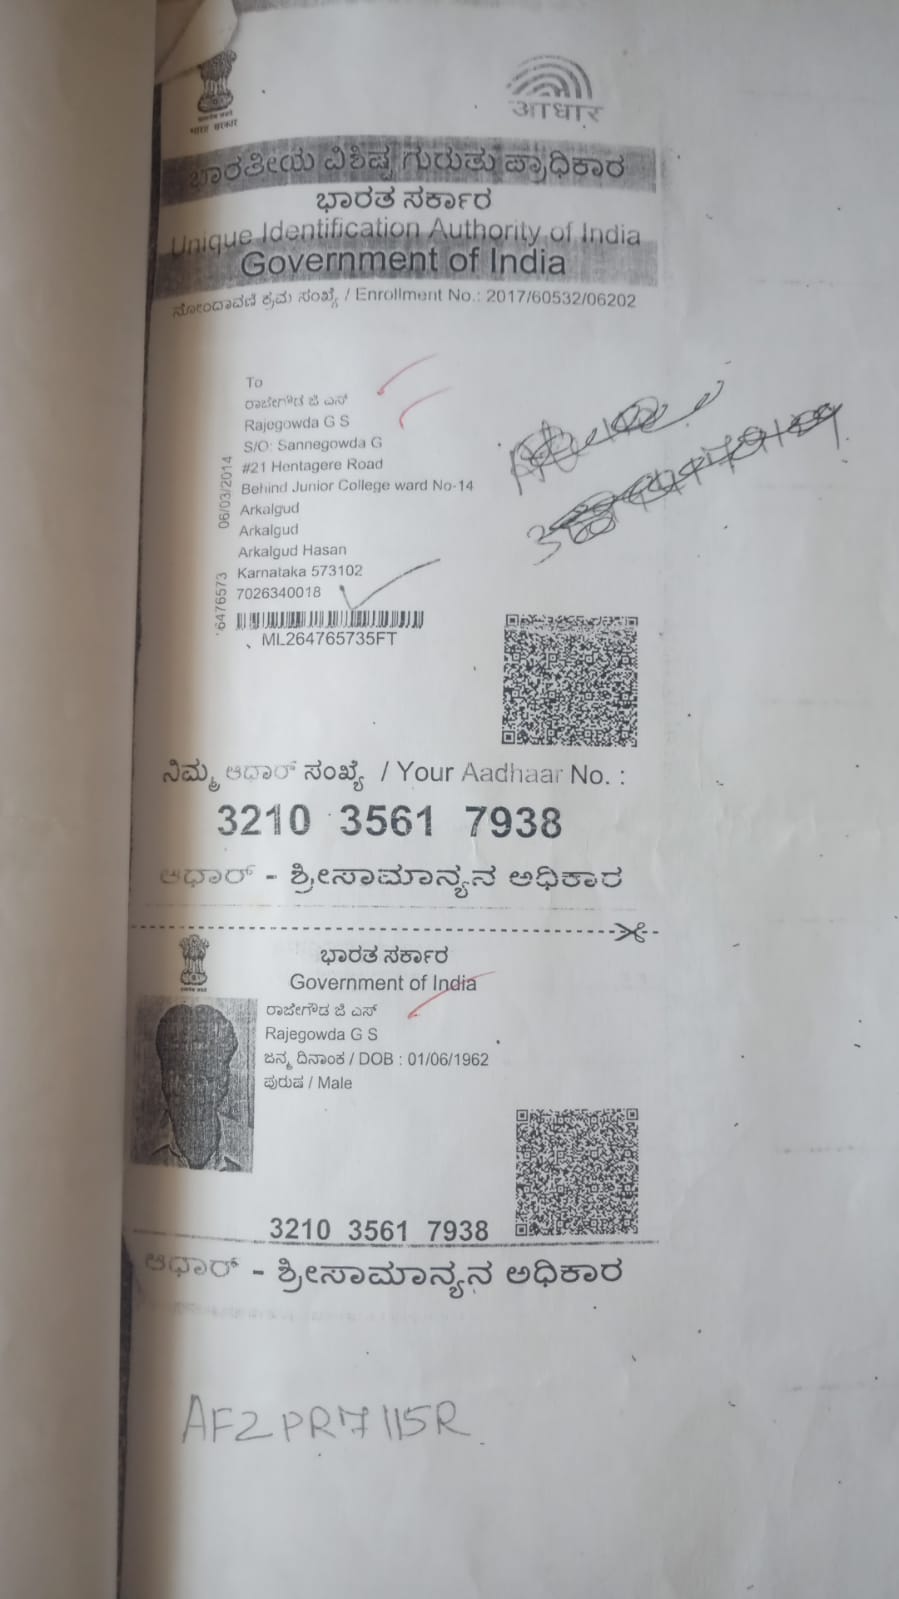 भारत सरकार
आधार
ಭಾರತೀಯ ವಿಶಿಷ್ಟ ಗುರುತು ಪ್ರಾಧಿಕಾರ
ಭಾರತ ಸರ್ಕಾರ
Unique Identification Authority of India
Government of India
ನೋಂದಾವಣಿ ಕ್ರಮ ಸಂಖ್ಯೆ / Enrollment No.: 2017/60532/06202
To
ರಾಜೇಗೌಡ ಜಿ ಎಸ್
Rajegowda G S
S/O: Sannegowda G
#21 Hentagere Road
Behind Junior College ward No-14
Arkalgud
Arkalgud
Arkalgud Hasan
Karnataka 573102
7026340018
06/03/2014
6476573
ML264765735FT
ನಿಮ್ಮ ಆಧಾರ್ ಸಂಖ್ಯೆ / Your Aadhaar No. :
3210 3561 7938
ಆಧಾರ್ - ಶ್ರೀಸಾಮಾನ್ಯನ ಅಧಿಕಾರ
ಭಾರತ ಸರ್ಕಾರ
Government of India
ರಾಜೇಗೌಡ ಜಿ ಎಸ್
Rajegowda G S
ಜನ್ಮ ದಿನಾಂಕ / DOB : 01/06/1962
ಪುರುಷ / Male
3210 3561 7938
ಆಧಾರ್ - ಶ್ರೀಸಾಮಾನ್ಯನ ಅಧಿಕಾರ
AFZPR7115R